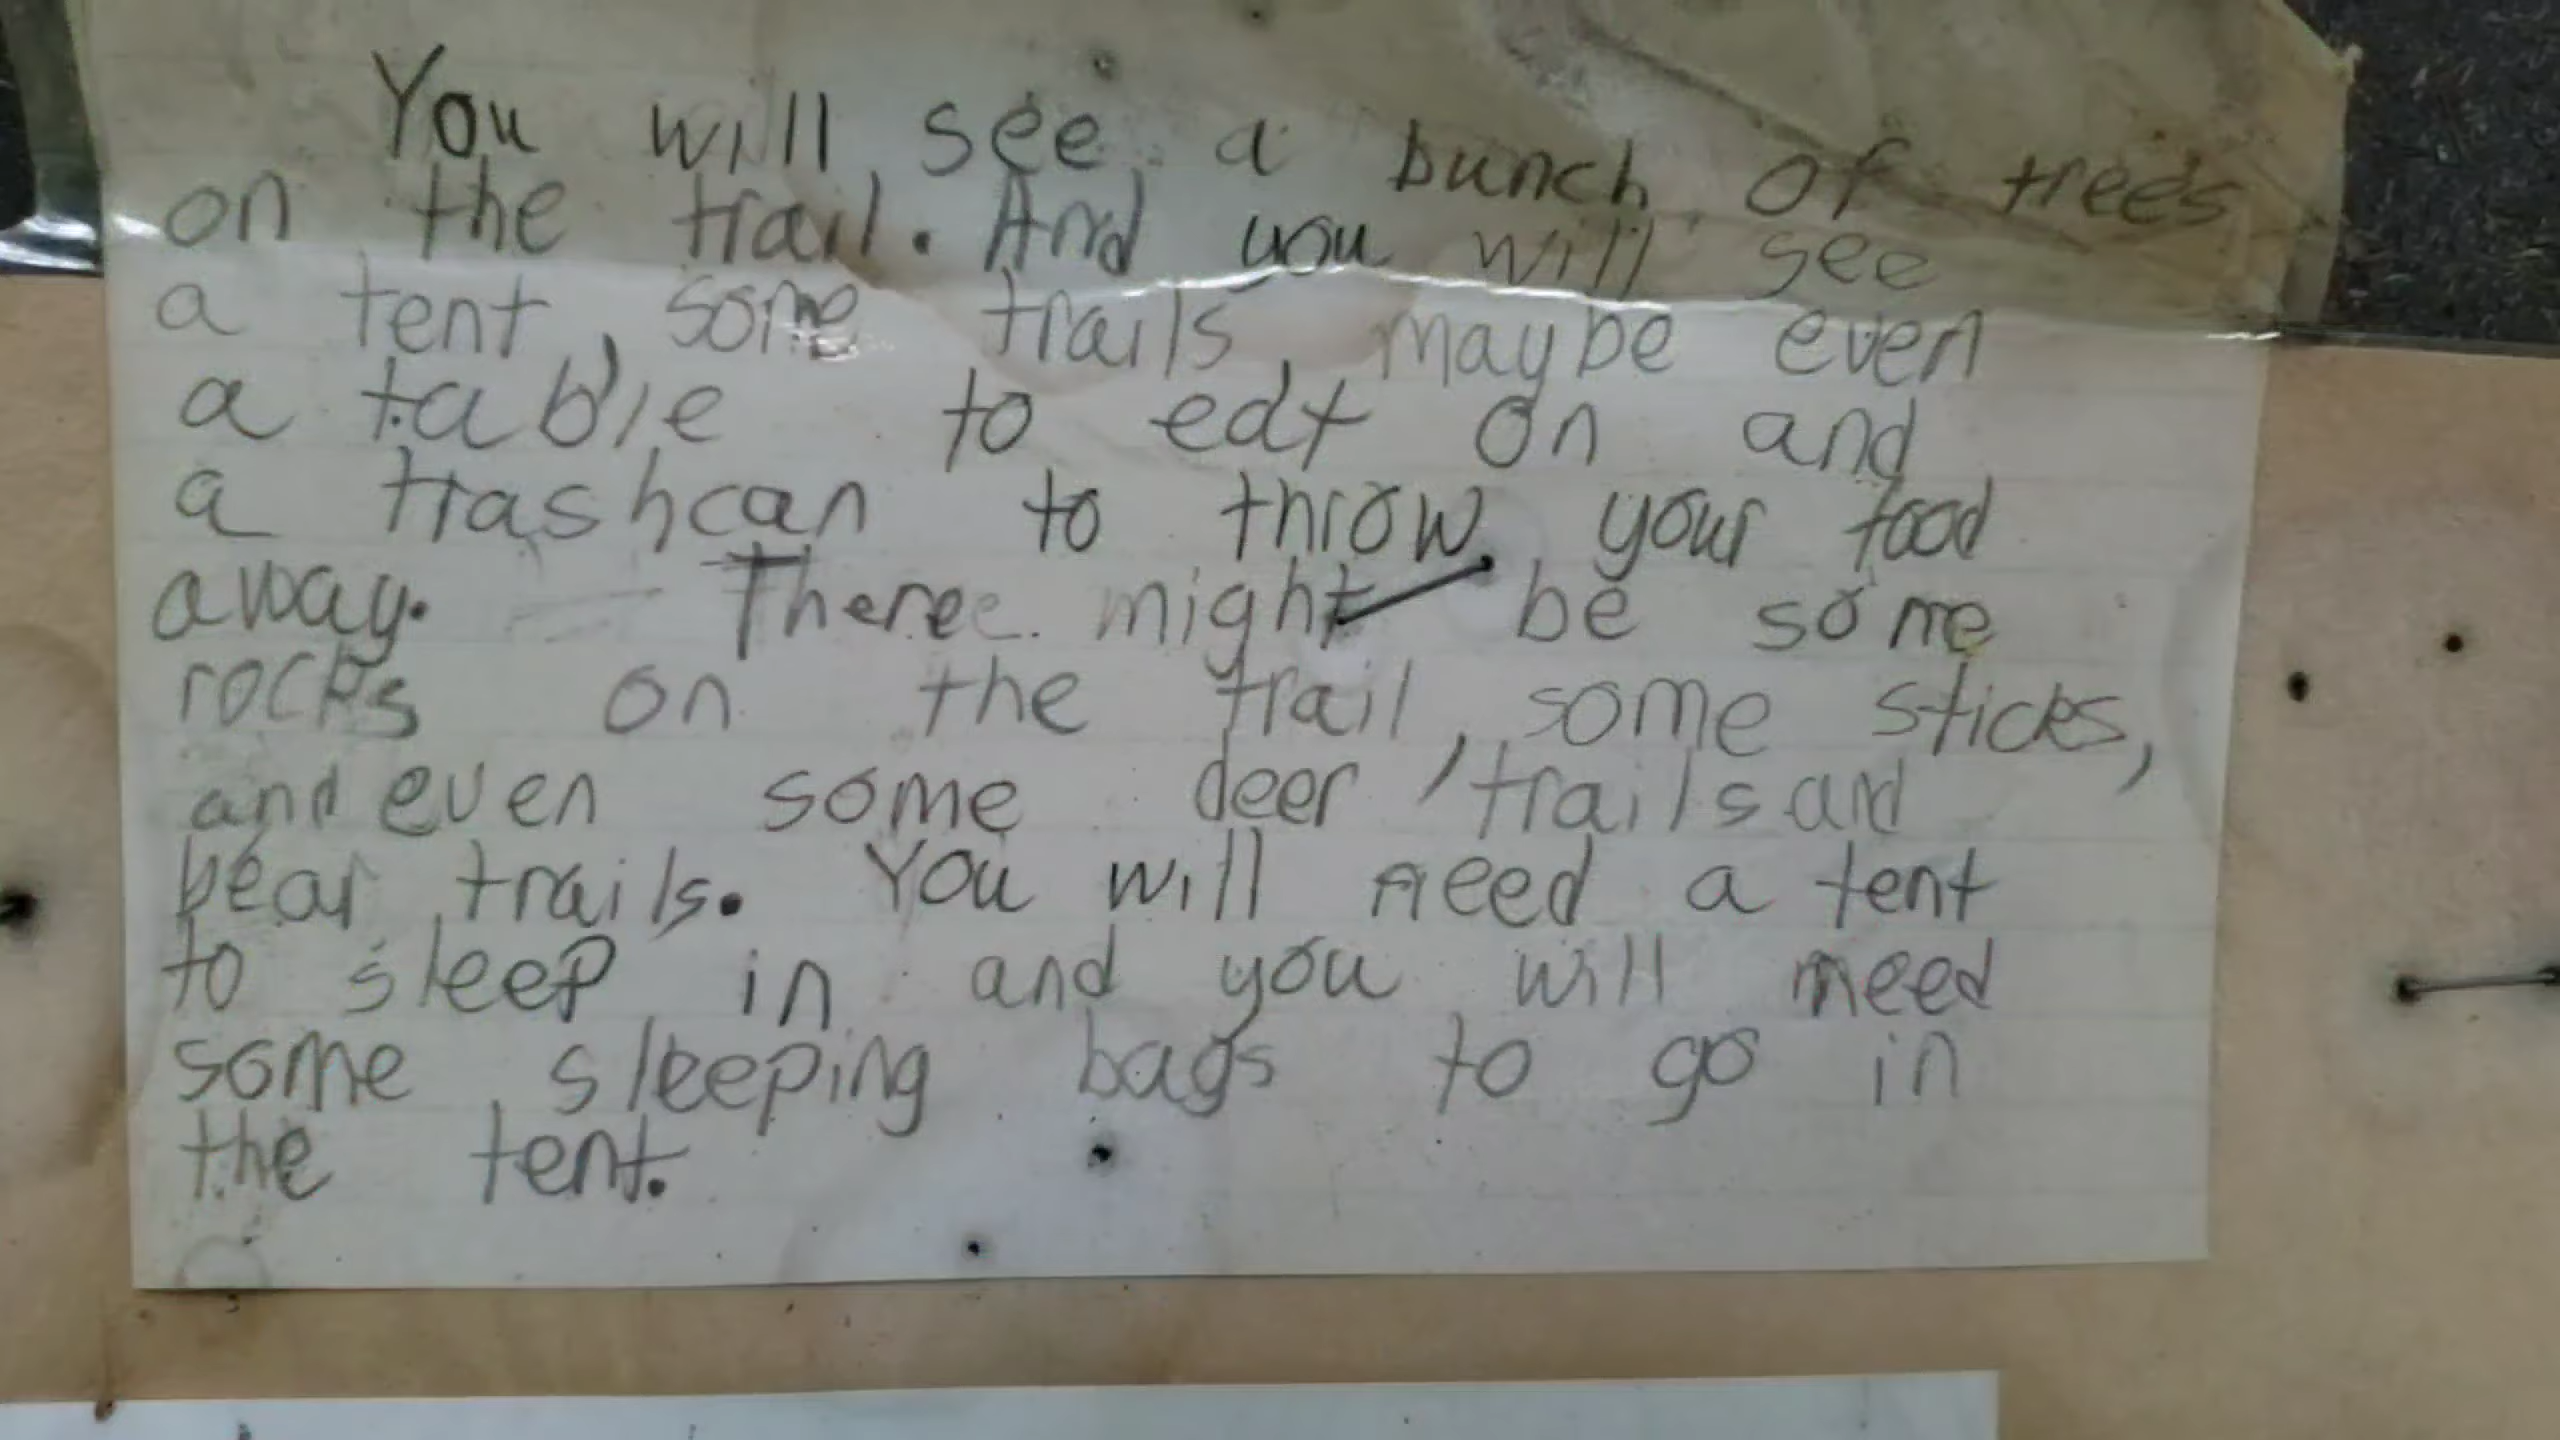 You will see a bunch of trees
on the trail. And you will see
a tent, some trails, maybe even
a table to eat on and
a trashcan to throw your food
away. There might be some
rocks on the trail, some sticks,
and even some deer trails and
bear trails. You will need a tent
to sleep in and you will need
some sleeping bags to go in
the tent.